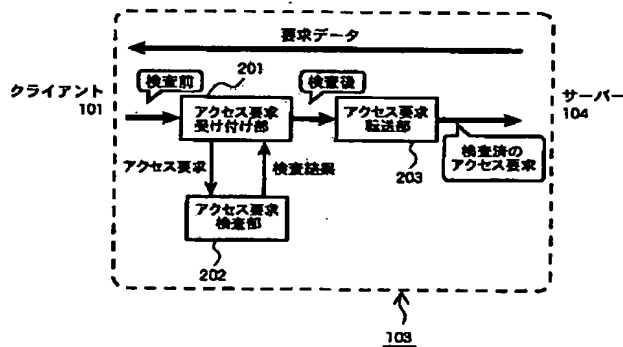 要求データ
クライアント
101
検査前
201
検査後
サーバー
104
アクセス要求
受け付け部
アクセス要求
転送部
203
検査済の
アクセス要求
アクセス要求
検査結果
アクセス要求
検査部
202
103